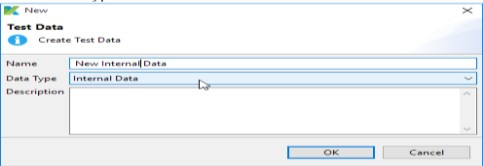 New
Test Data
Create Test Data
Name New Internal Data
Data Type Internal Data
Description
OK Cancel